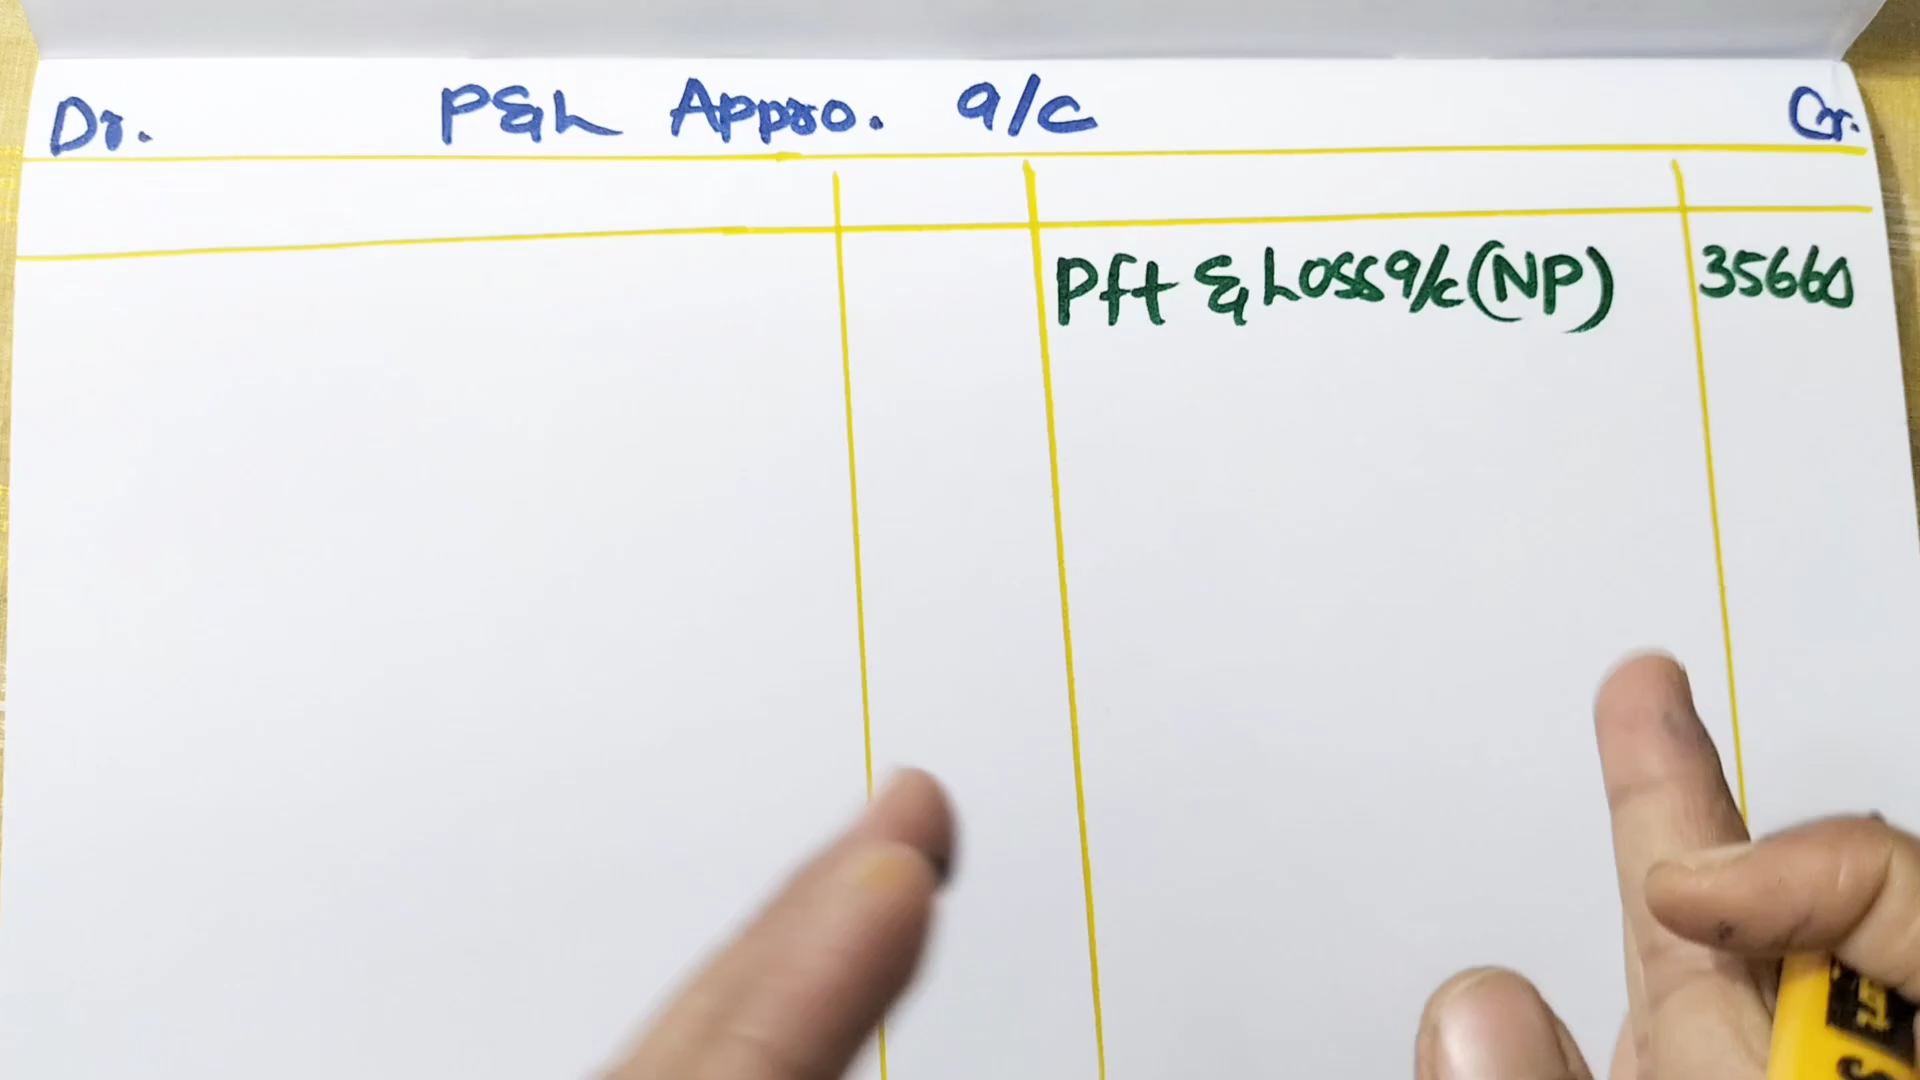 Dr. P&L Appro. a/c Cr.
Pft & Loss a/c (NP) 35660